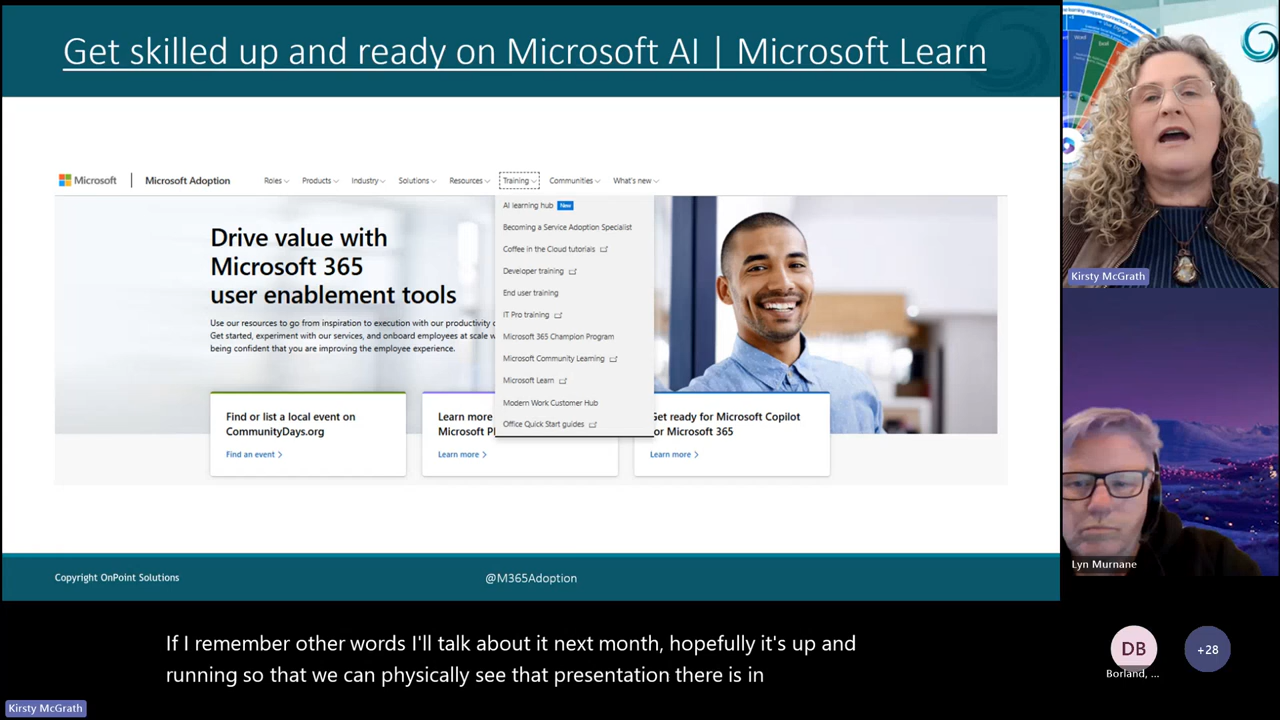 Get skilled up and ready on Microsoft AI | Microsoft Learn
Microsoft
Microsoft Adoption
Roles
Products
Industry
Solutions
Resources
Training
Communities
What's new
AI learning hub New
Becoming a Service Adoption Specialist
Coffee in the Cloud tutorials
Developer training
End user training
IT Pro training
Microsoft 365 Champion Program
Microsoft Community Learning
Microsoft Learn
Modern Work Customer Hub
Office Quick Start guides
Drive value with
Microsoft 365
user enablement tools
Use our resources to go from inspiration to execution with our productivity
Get started, experiment with our services, and onboard employees at scale
being confident that you are improving the employee experience.
Find or list a local event on
CommunityDays.org
Find an event
Learn more
Microsoft
Learn more
Get ready for Microsoft Copilot
for Microsoft 365
Learn more
Copyright OnPoint Solutions
@M365Adoption
Kirsty McGrath
Lyn Murnane
If I remember other words I'll talk about it next month, hopefully it's up and
running so that we can physically see that presentation there is in
Kirsty McGrath
DB
Borland, ...
+28